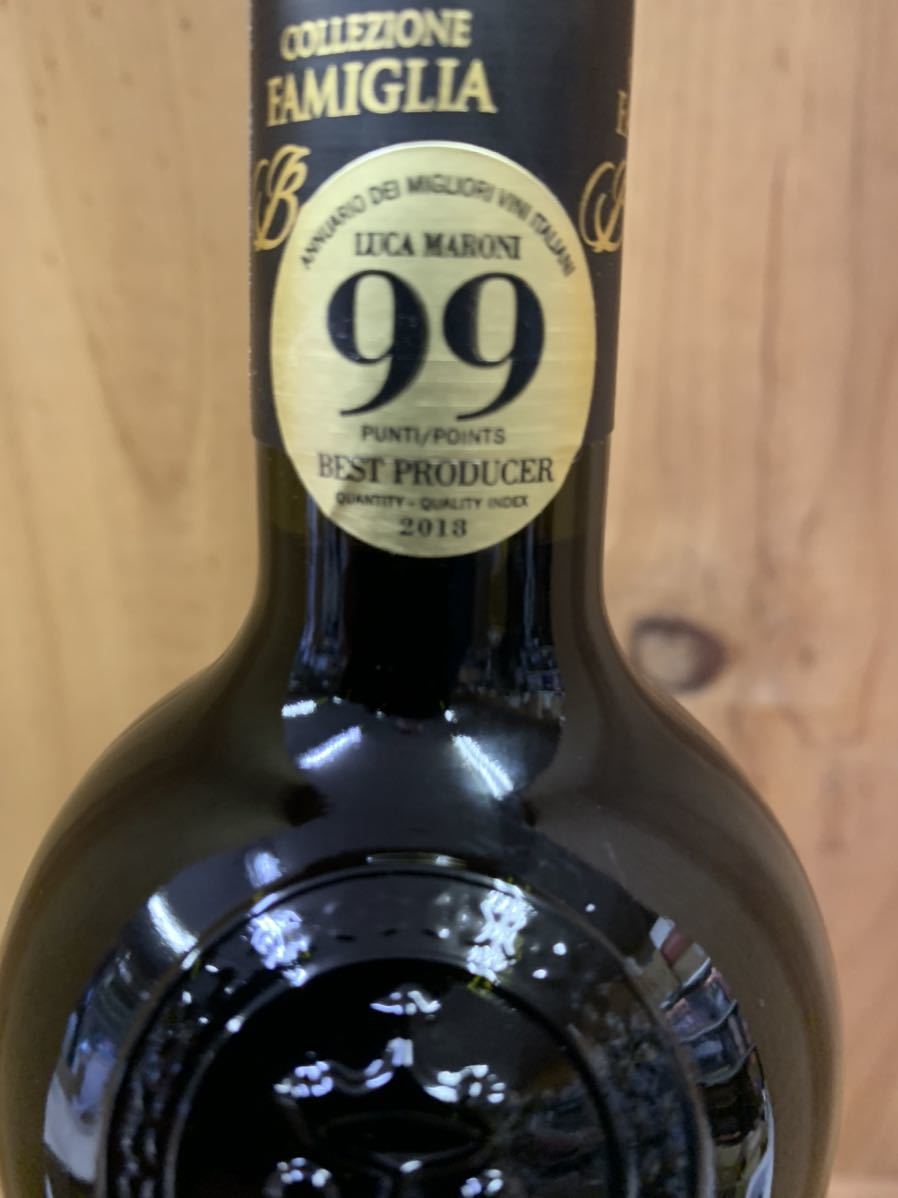 COLLEZIONE
FAMIGLIA
B
ANNUARIO DEI MIGLIORI VINI ITALIANI
LUCA MARONI
99
PUNTI/POINTS
BEST PRODUCER
QUANTITY - QUALITY INDEX
2018